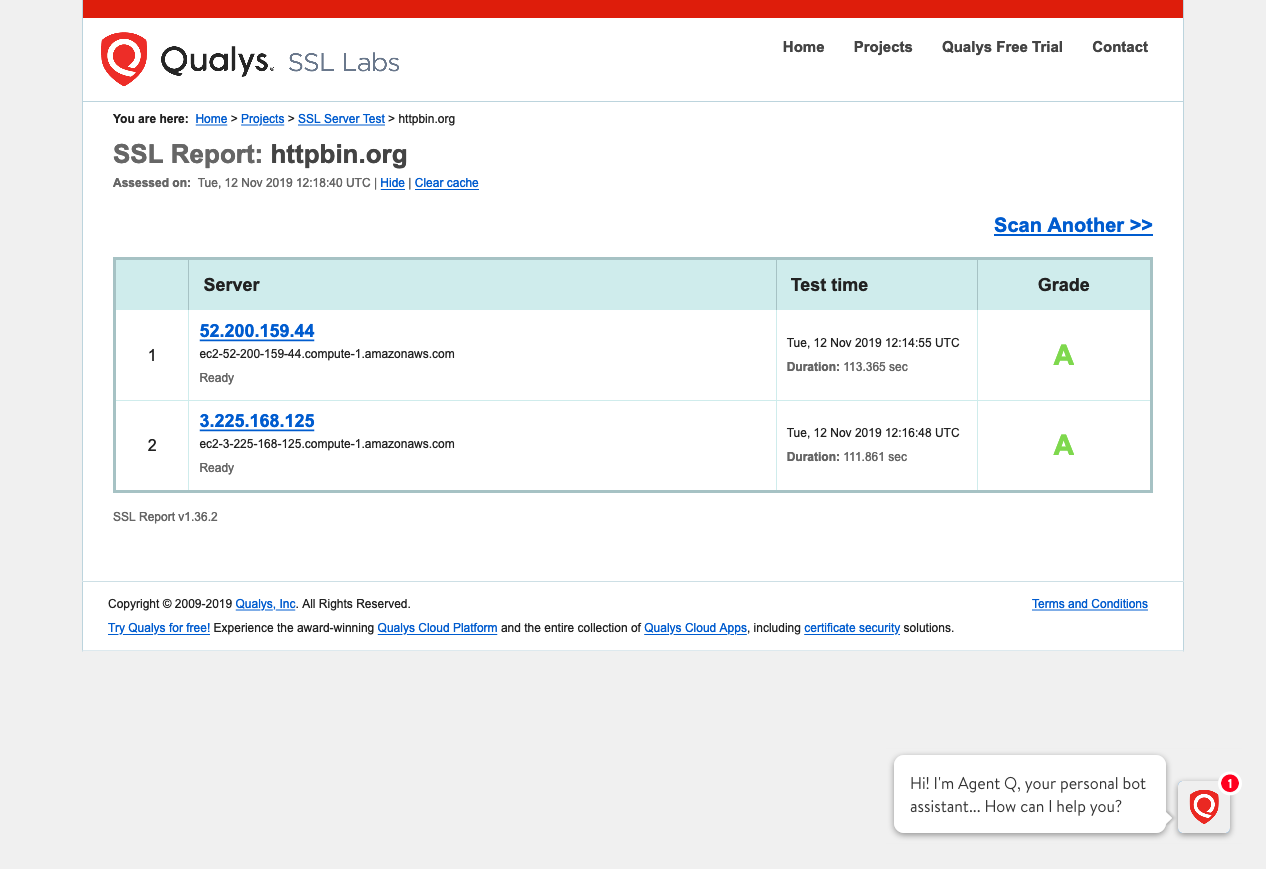 Qualys. SSL Labs
Home Projects Qualys Free Trial Contact
You are here: Home > Projects > SSL Server Test > httpbin.org
SSL Report: httpbin.org
Assessed on: Tue, 12 Nov 2019 12:18:40 UTC | Hide | Clear cache
Scan Another >>
Server Test time Grade
1
52.200.159.44
ec2-52-200-159-44.compute-1.amazonaws.com
Ready
Tue, 12 Nov 2019 12:14:55 UTC
Duration: 113.365 sec
A
2
3.225.168.125
ec2-3-225-168-125.compute-1.amazonaws.com
Ready
Tue, 12 Nov 2019 12:16:48 UTC
Duration: 111.861 sec
A
SSL Report v1.36.2
Copyright © 2009-2019 Qualys, Inc. All Rights Reserved. Terms and Conditions
Try Qualys for free! Experience the award-winning Qualys Cloud Platform and the entire collection of Qualys Cloud Apps, including certificate security solutions.
Hi! I'm Agent Q, your personal bot
assistant... How can I help you?
1